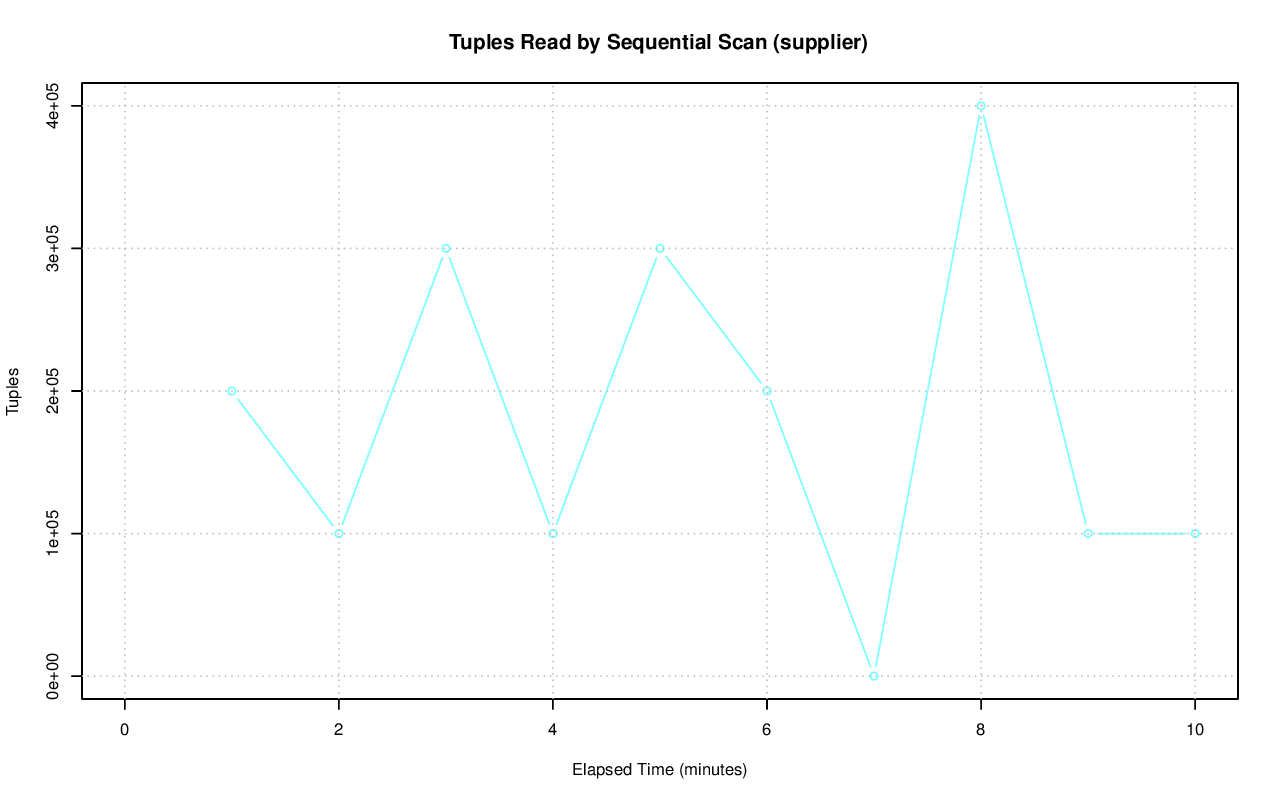 Tuples Read by Sequential Scan (supplier)
4e+05
3e+05
2e+05
1e+05
0e+00
Tuples
0 2 4 6 8 10
Elapsed Time (minutes)